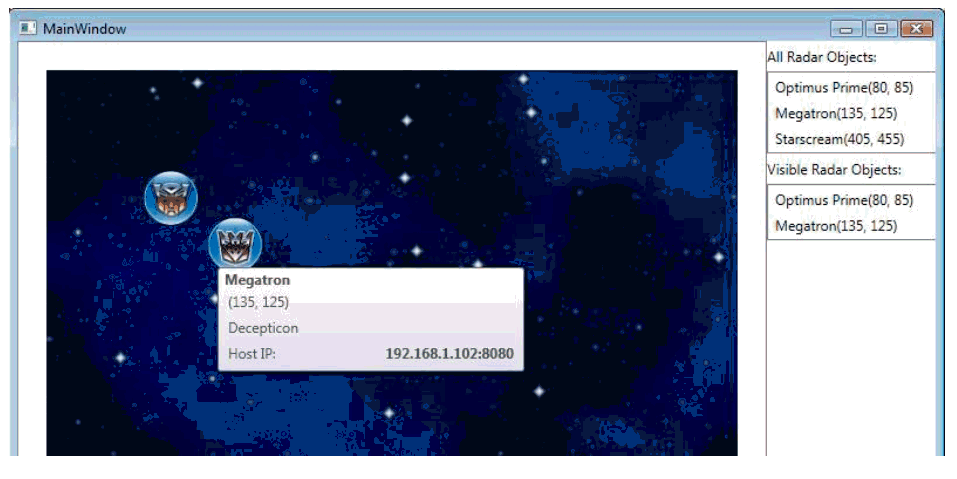 MainWindow
All Radar Objects:
Optimus Prime(80, 85)
Megatron(135, 125)
Starscream(405, 455)
Visible Radar Objects:
Optimus Prime(80, 85)
Megatron(135, 125)
Megatron
(135, 125)
Decepticon
Host IP: 192.168.1.102:8080